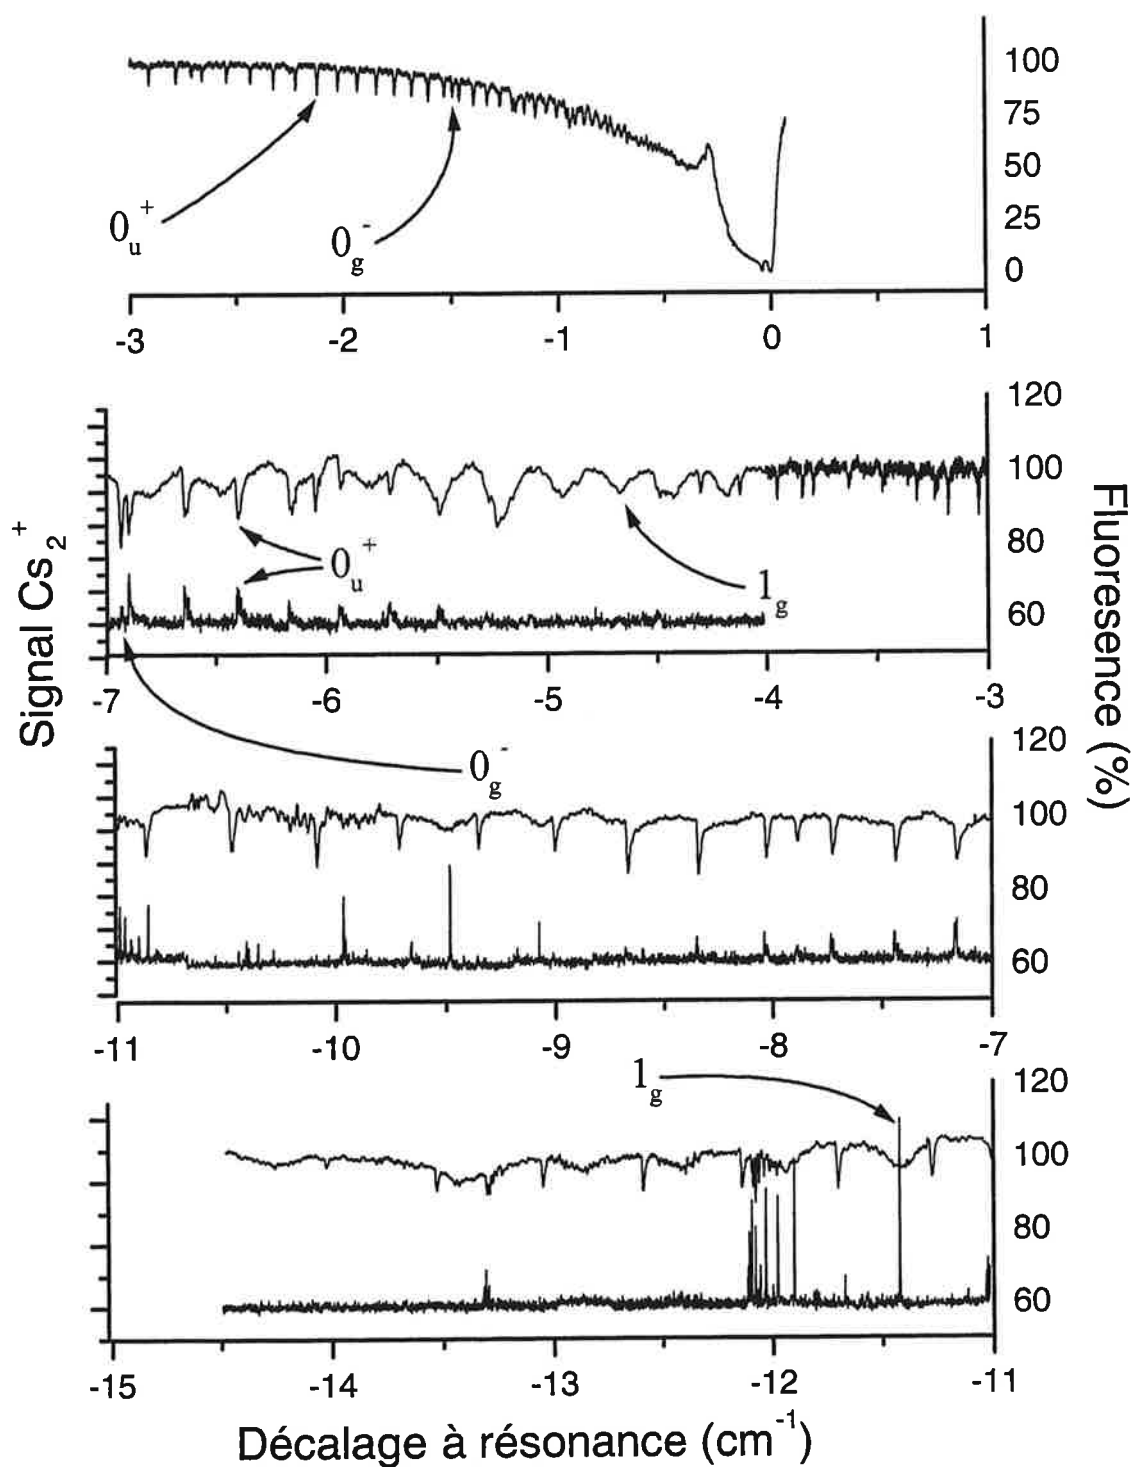 100
75
50
25
0
0u+
0g-
-3 -2 -1 0 1
120
100
80
60
0u+
1g
-7 -6 -5 -4 -3
Signal Cs2+
Fluoresence (%)
0g-
120
100
80
60
-11 -10 -9 -8 -7
1g
120
100
80
60
-15 -14 -13 -12 -11
Décalage à résonance (cm-1)